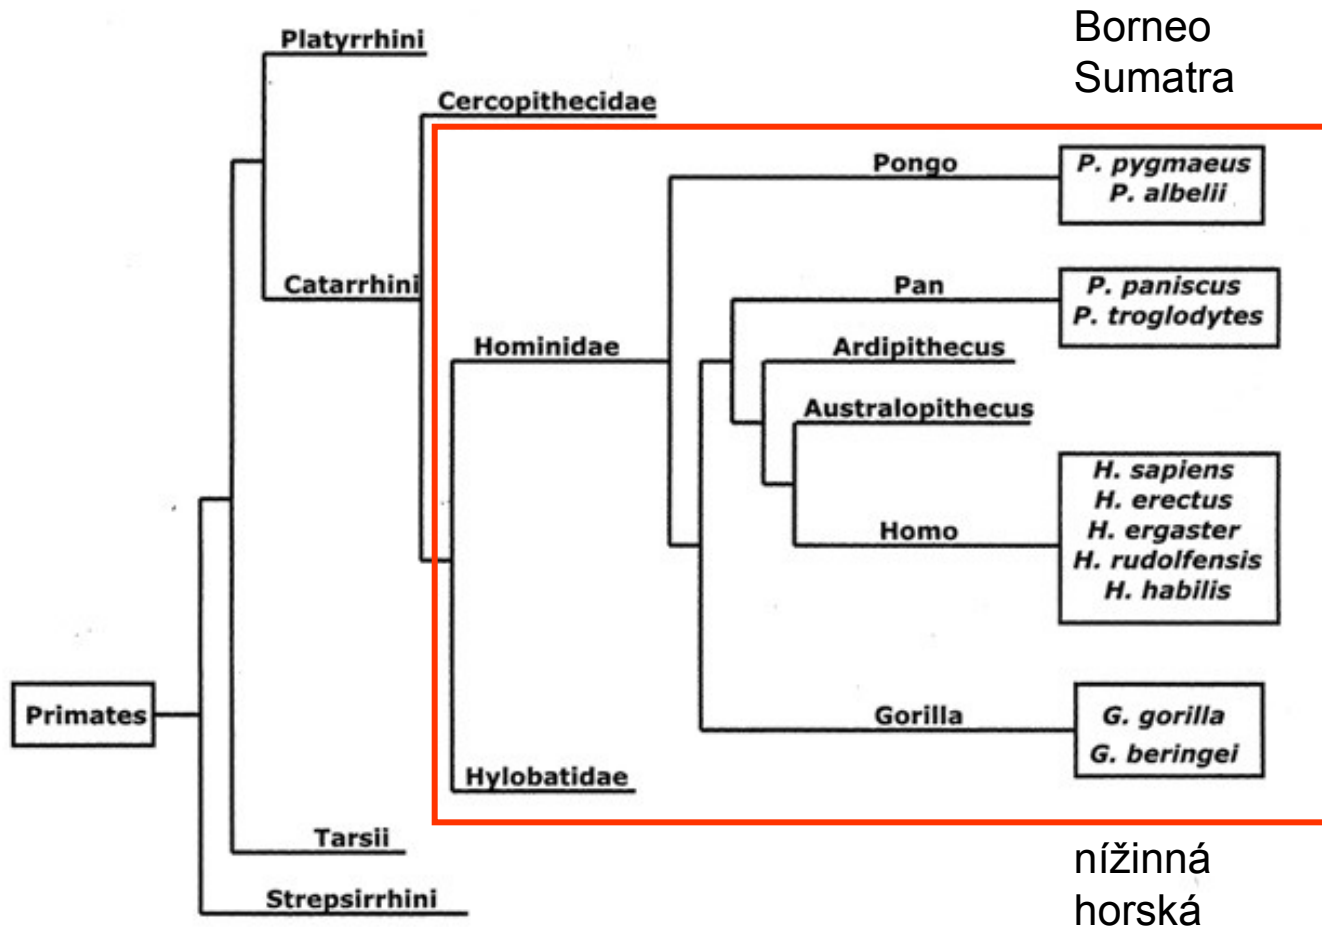 Borneo
Sumatra
Platyrrhini
Cercopithecidae
Pongo
P. pygmaeus
P. albelii
Catarrhini
Pan
P. paniscus
P. troglodytes
Hominidae
Ardipithecus
Australopithecus
Homo
H. sapiens
H. erectus
H. ergaster
H. rudolfensis
H. habilis
Primates
Gorilla
G. gorilla
G. beringei
Hylobatidae
Tarsii
Strepsirrhini
nížinná
horská